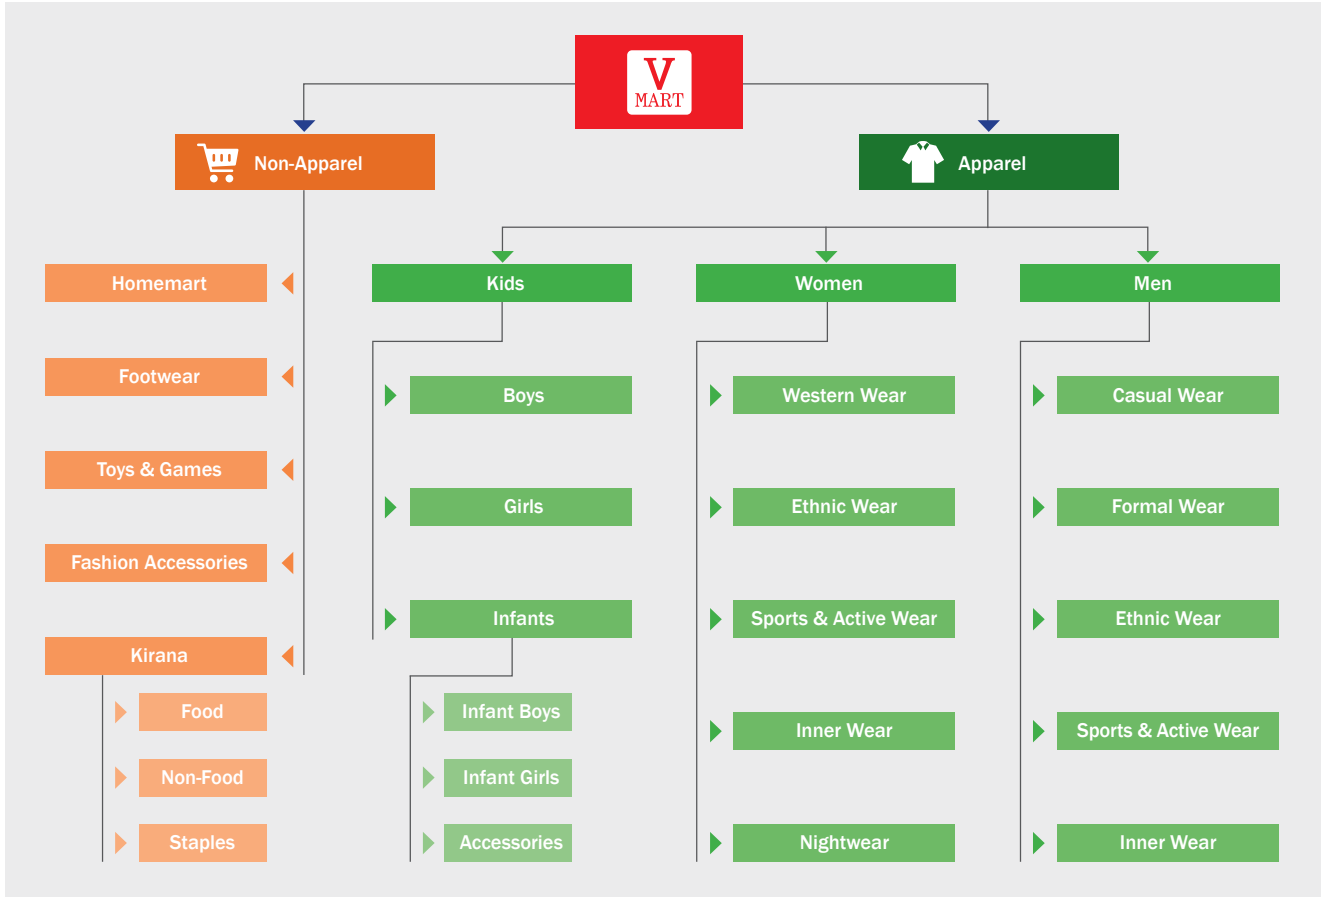 V
MART
Non-Apparel
Apparel
Homemart
Footwear
Toys & Games
Fashion Accessories
Kirana
Food
Non-Food
Staples
Kids
Boys
Girls
Infants
Infant Boys
Infant Girls
Accessories
Women
Western Wear
Ethnic Wear
Sports & Active Wear
Inner Wear
Nightwear
Men
Casual Wear
Formal Wear
Ethnic Wear
Sports & Active Wear
Inner Wear